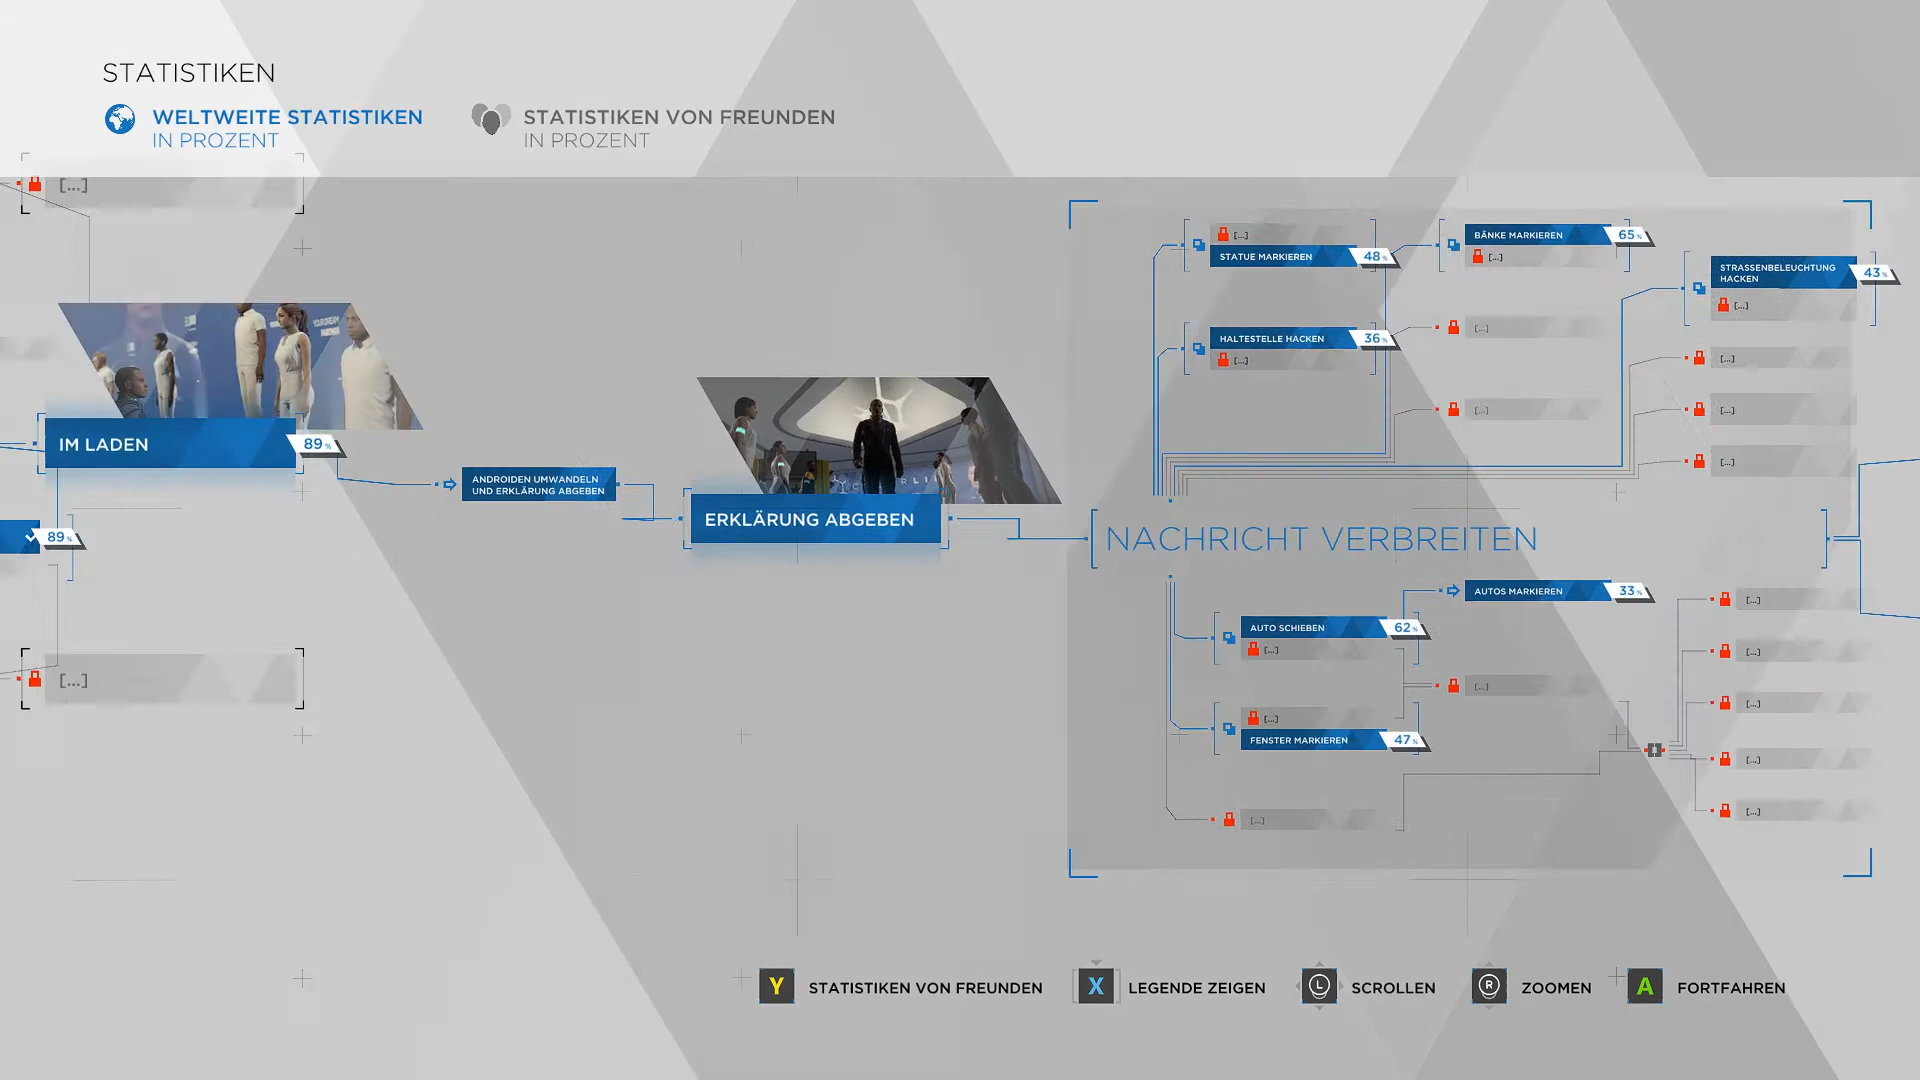 STATISTIKEN
WELTWEITE STATISTIKEN
IN PROZENT
STATISTIKEN VON FREUNDEN
IN PROZENT
[...]
IM LADEN
89%
89%
[...]
ANDROIDEN UMWANDELN
UND ERKLÄRUNG ABGEBEN
ERKLÄRUNG ABGEBEN
[...]
STATUE MARKIEREN
48%
BÄNKE MARKIEREN
65%
[...]
STRASSENBELEUCHTUNG
HACKEN
43%
[...]
HALTESTELLE HACKEN
36%
[...]
[...]
[...]
[...]
[...]
[...]
NACHRICHT VERBREITEN
AUTO SCHIEBEN
62%
[...]
AUTOS MARKIEREN
33%
[...]
[...]
FENSTER MARKIEREN
47%
[...]
[...]
[...]
[...]
[...]
[...]
Y STATISTIKEN VON FREUNDEN
X LEGENDE ZEIGEN
L SCROLLEN
R ZOOMEN
A FORTFAHREN